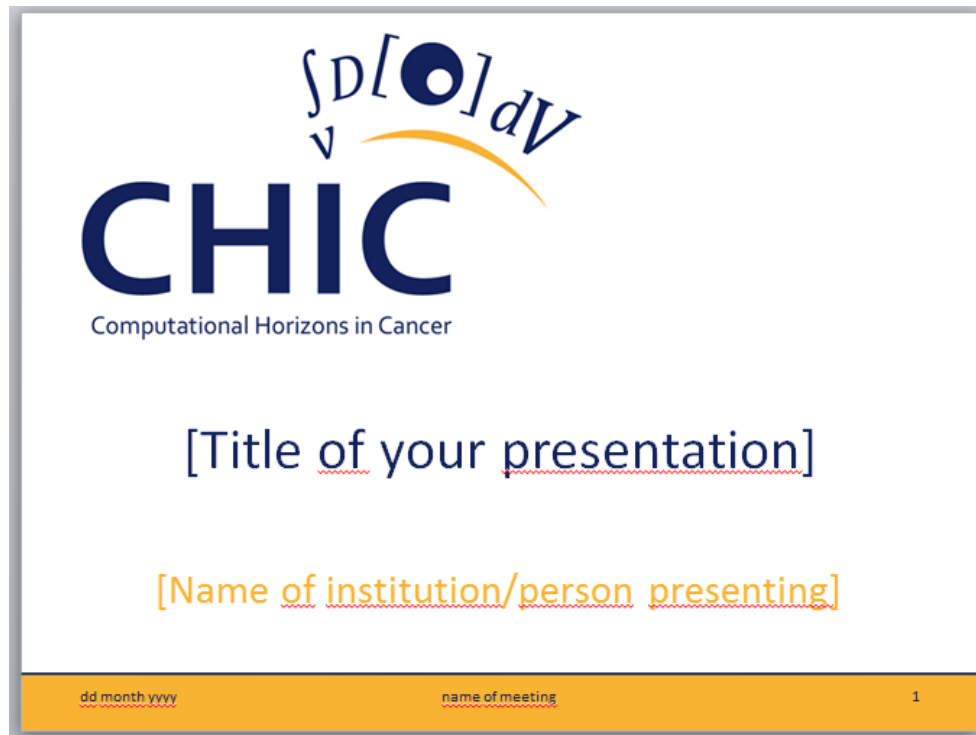 ∫D[O]dV
v
CHIC
Computational Horizons in Cancer
[Title of your presentation]
[Name of institution/person presenting]
dd month yyyy name of meeting 1